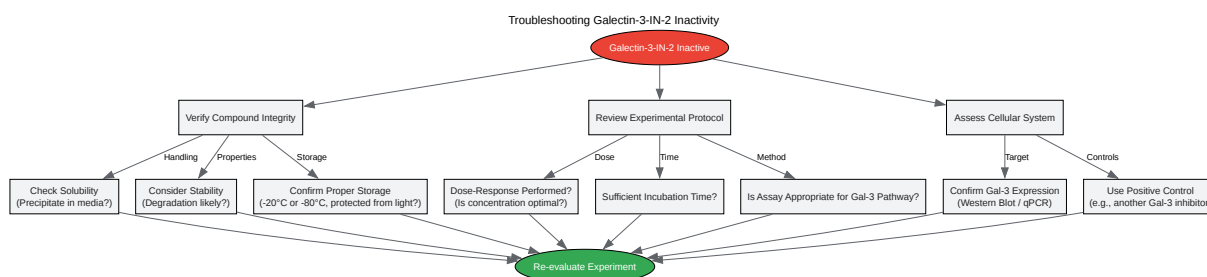 Troubleshooting Galectin-3-IN-2 Inactivity
Galectin-3-IN-2 Inactive
Verify Compound Integrity
Review Experimental Protocol
Assess Cellular System
Handling
Properties
Storage
Dose
Time
Method
Target
Controls
Check Solubility
(Precipitate in media?)
Consider Stability
(Degradation likely?)
Confirm Proper Storage
(-20°C or -80°C, protected from light?)
Dose-Response Performed?
(Is concentration optimal?)
Sufficient Incubation Time?
Is Assay Appropriate for Gal-3 Pathway?
Confirm Gal-3 Expression
(Western Blot / qPCR)
Use Positive Control
(e.g., another Gal-3 inhibitor
Re-evaluate Experiment